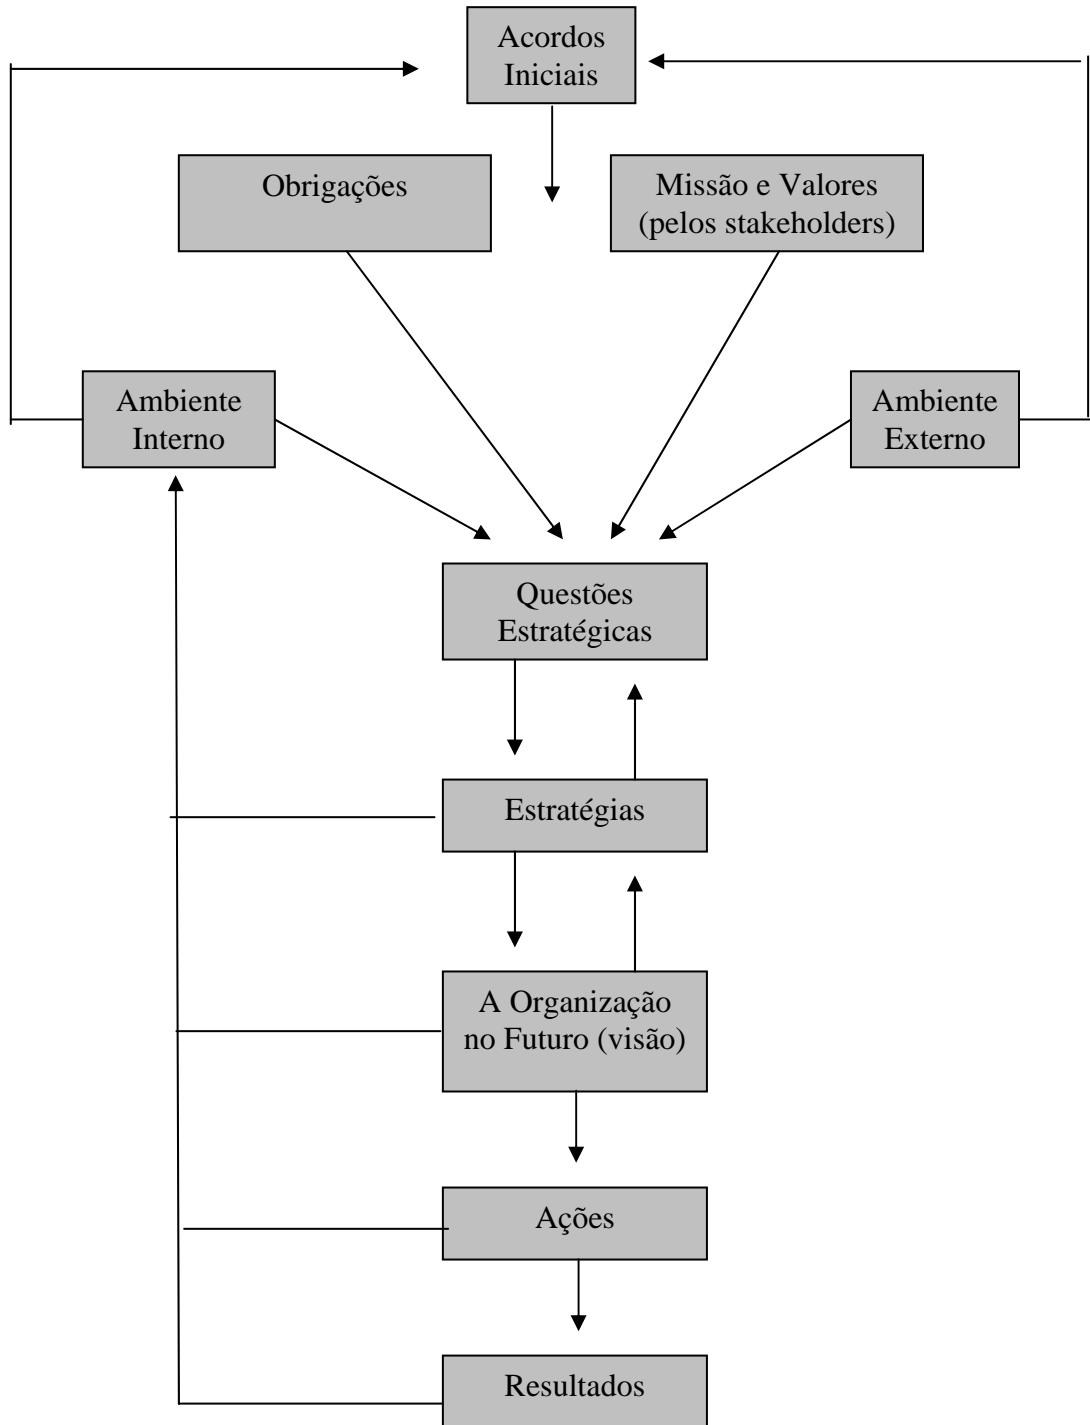 Acordos
Iniciais
Obrigações
Missão e Valores
(pelos stakeholders)
Ambiente
Interno
Ambiente
Externo
Questões
Estratégicas
Estratégias
A Organização
no Futuro (visão)
Ações
Resultados